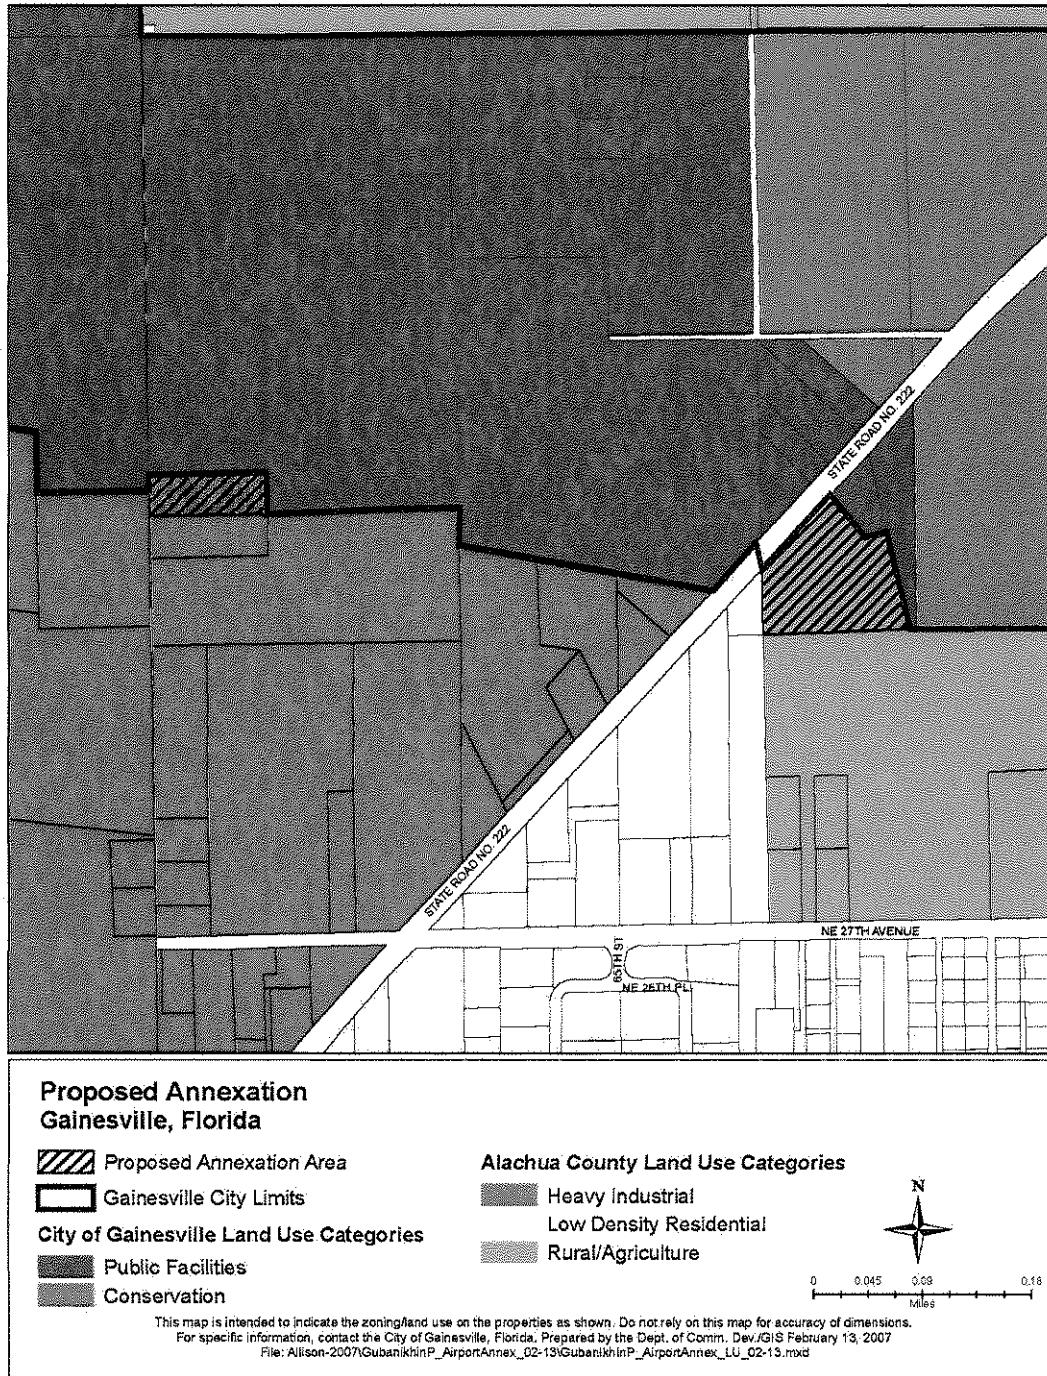 STATE ROAD NO. 222
STATE ROAD NO. 222
NE 27TH AVENUE
65TH ST
NE 26TH PL
Proposed Annexation
Gainesville, Florida
Proposed Annexation Area
Gainesville City Limits
City of Gainesville Land Use Categories
Public Facilities
Conservation
Alachua County Land Use Categories
Heavy Industrial
Low Density Residential
Rural/Agriculture
N
0 0.045 0.09 0.18
Miles
This map is intended to indicate the zoning/land use on the properties as shown. Do not rely on this map for accuracy of dimensions.
For specific information, contact the City of Gainesville, Florida. Prepared by the Dept. of Comm. Dev./GIS February 13, 2007
File: Allison-2007\GubanikhinP_AirportAnnex_02-13\GubanikhinP_AirportAnnex_LU_02-13.mxd